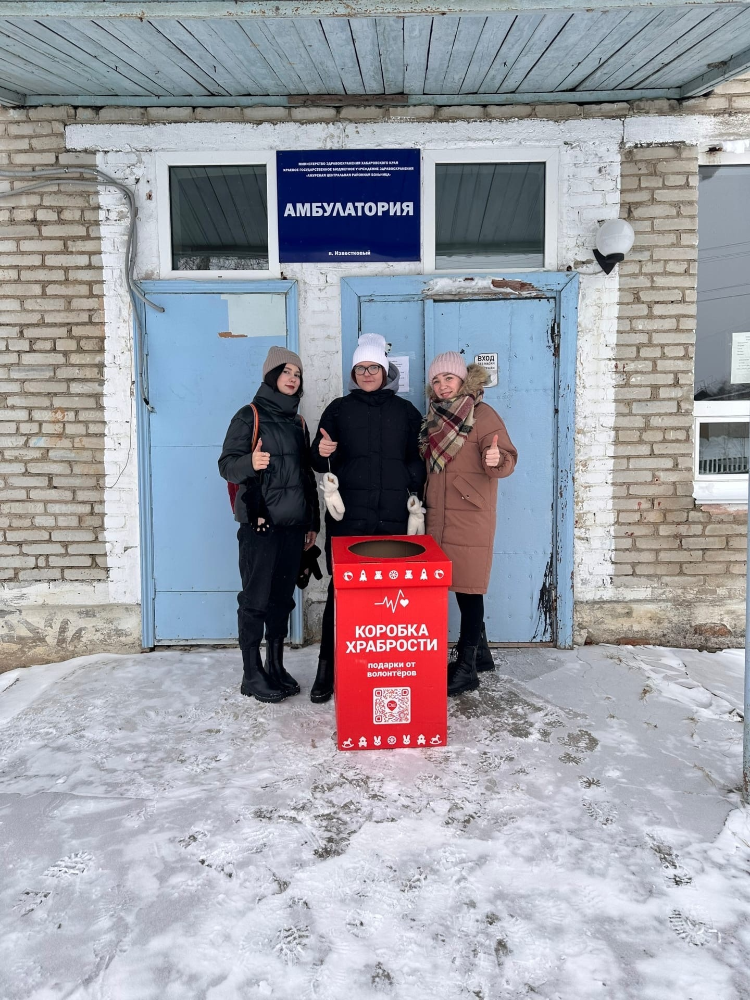 МИНИСТЕРСТВО ЗДРАВООХРАНЕНИЯ ХАБАРОВСКОГО КРАЯ
КРАЕВОЕ ГОСУДАРСТВЕННОЕ БЮДЖЕТНОЕ УЧРЕЖДЕНИЕ ЗДРАВООХРАНЕНИЯ
«АМУРСКАЯ ЦЕНТРАЛЬНАЯ РАЙОННАЯ БОЛЬНИЦА»
АМБУЛАТОРИЯ
п. Известковый
ВХОД
БЕЗ МАСКИ
КОРОБКА
ХРАБРОСТИ
подарки от
волонтёров
Da!